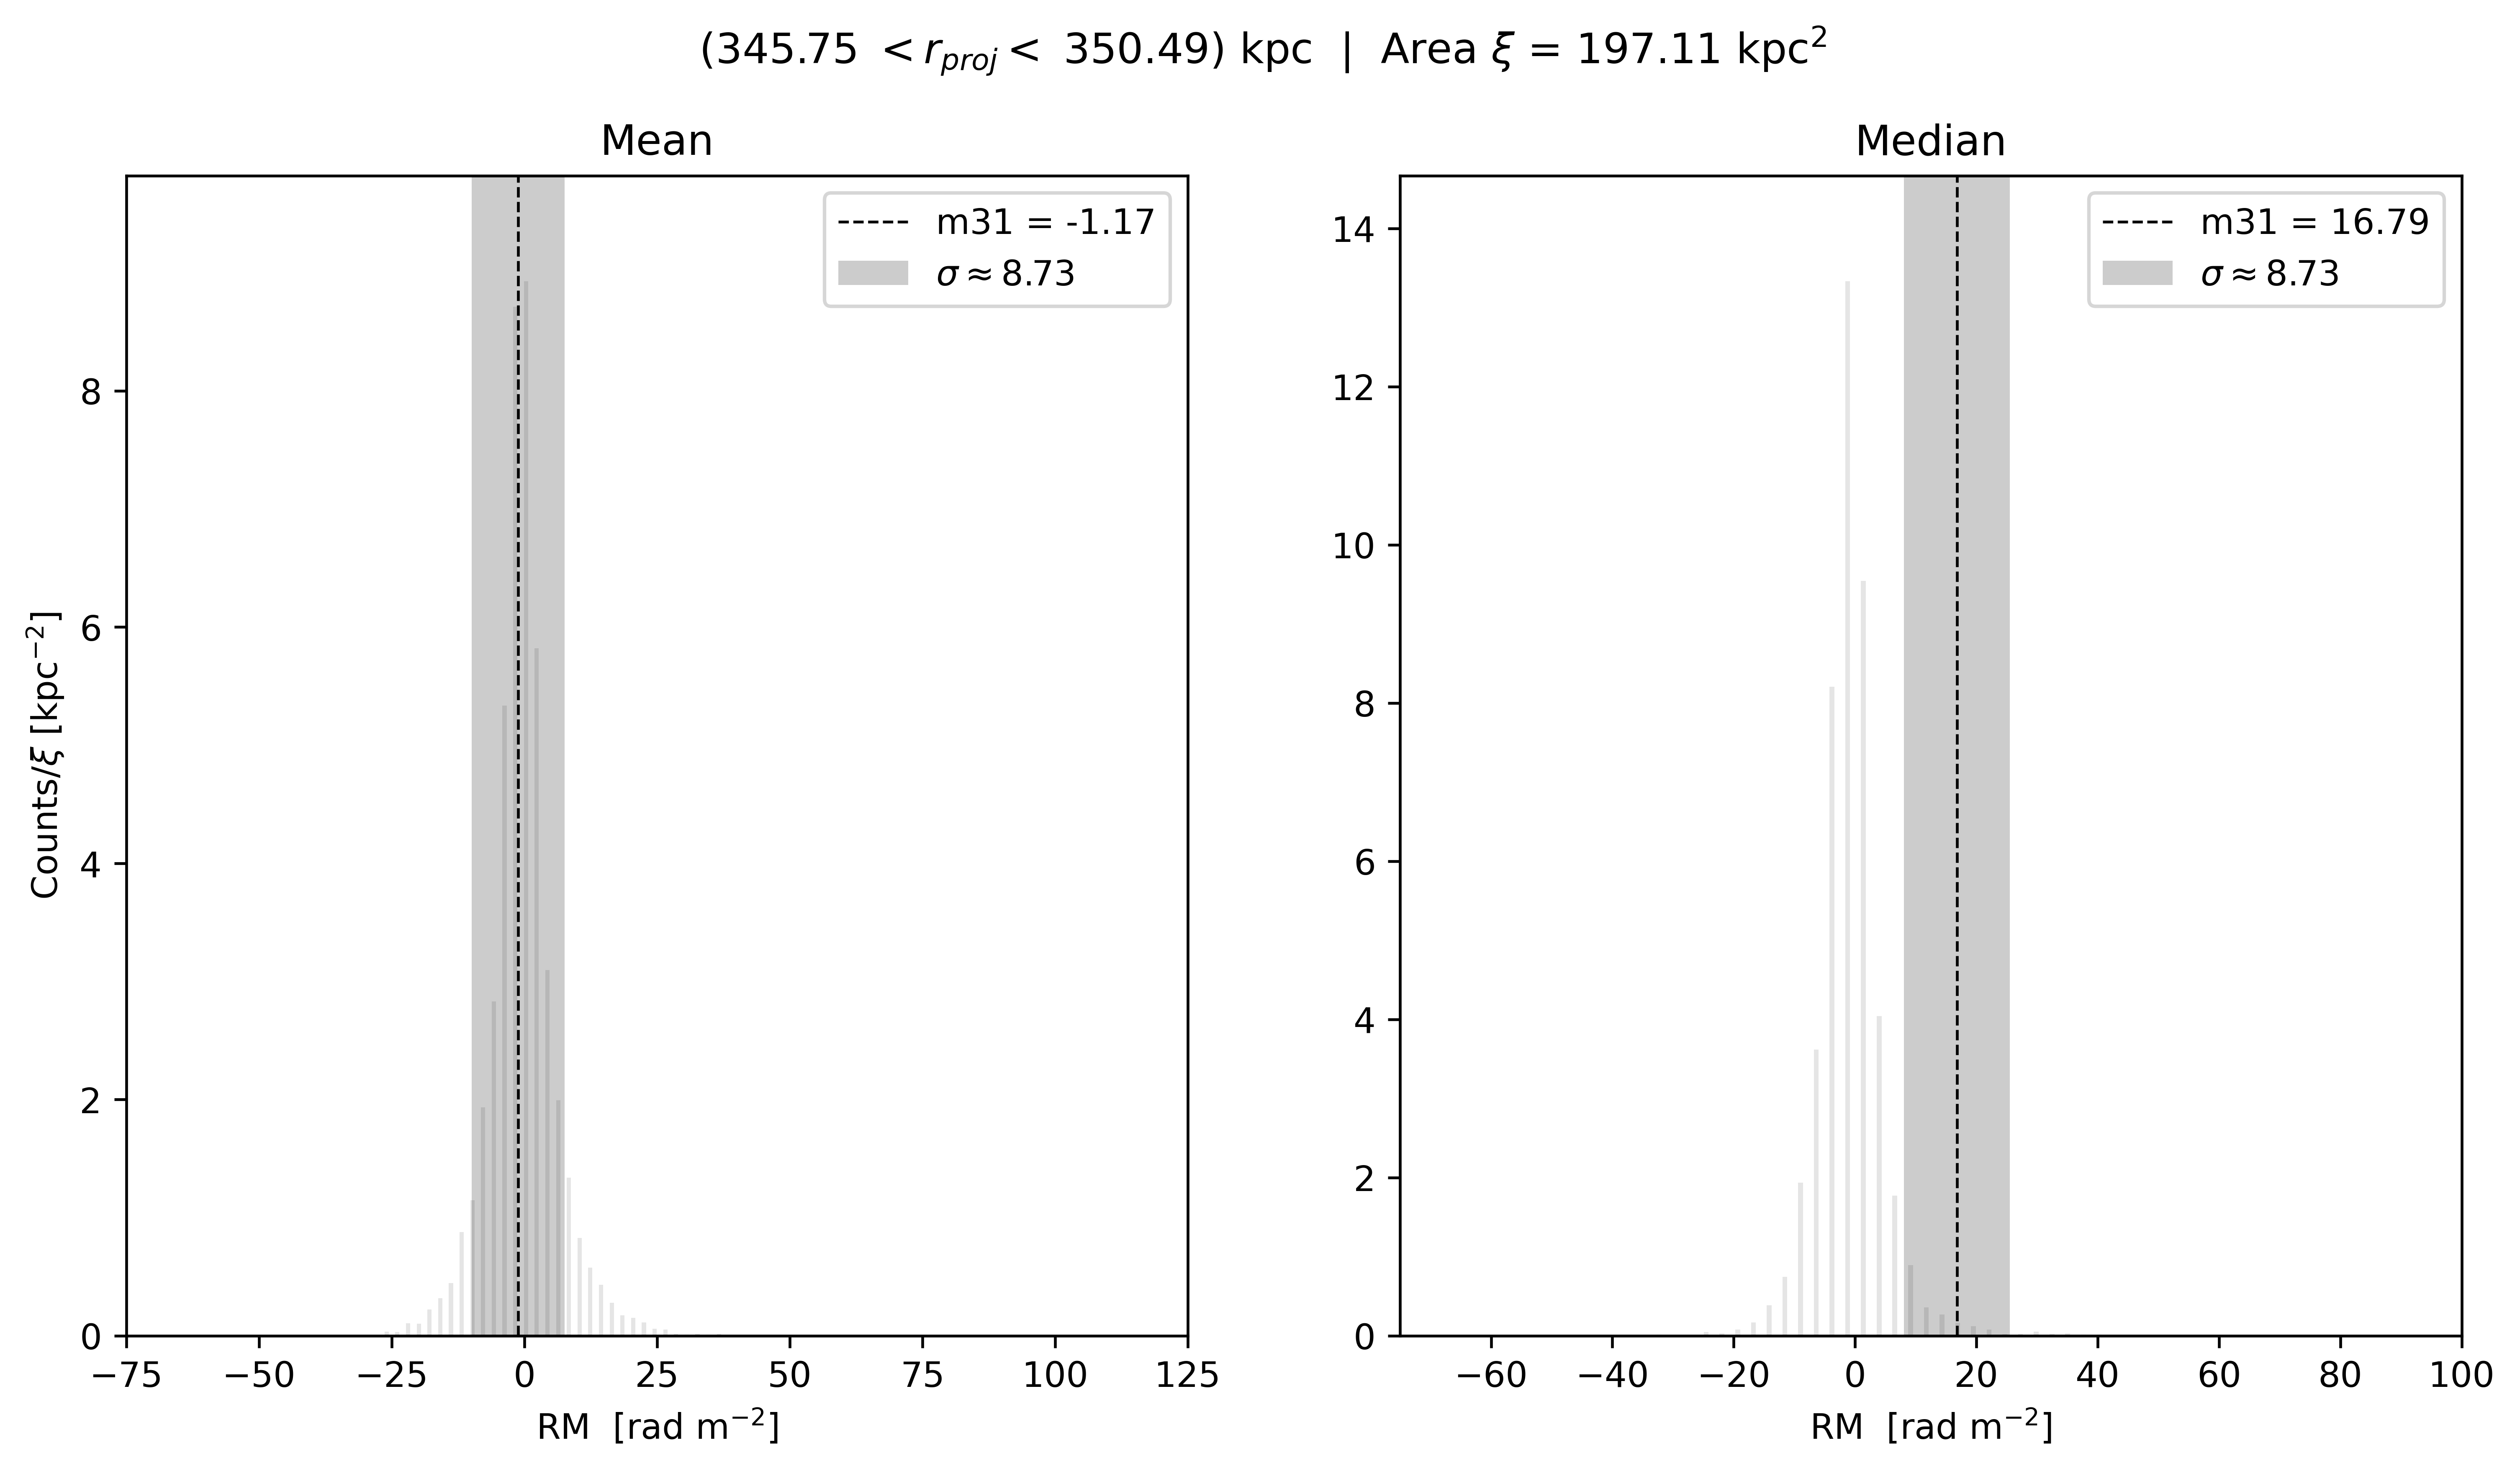 (345.75 < r_proj < 350.49) kpc | Area ξ = 197.11 kpc²
Mean
m31 = -1.17
σ ≈ 8.73
8
6
4
2
0
Counts/ξ [kpc⁻²]
−75 −50 −25 0 25 50 75 100 125
RM [rad m⁻²]
Median
m31 = 16.79
σ ≈ 8.73
14
12
10
8
6
4
2
0
−60 −40 −20 0 20 40 60 80 100
RM [rad m⁻²]